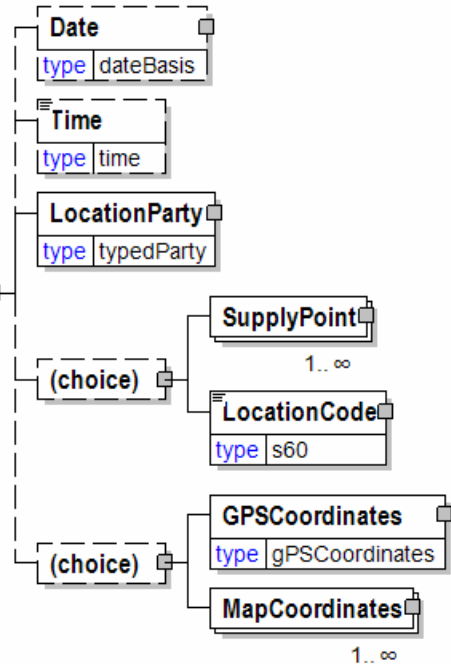 Date
type dateBasis
Time
type time
LocationParty
type typedParty
(choice)
SupplyPoint
1.. ∞
LocationCode
type s60
(choice)
GPSCoordinates
type gPSCoordinates
MapCoordinates
1.. ∞